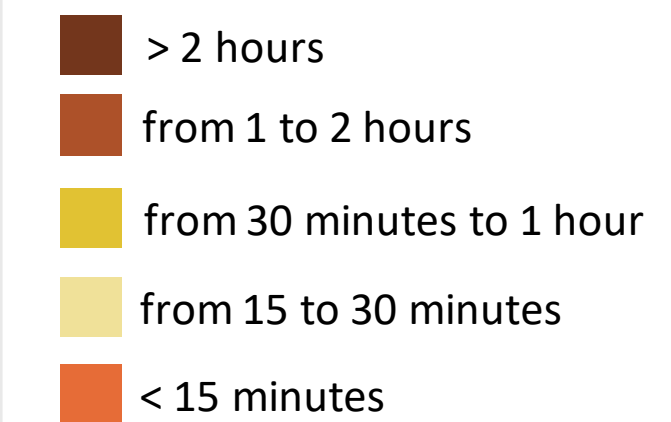 > 2 hours
from 1 to 2 hours
from 30 minutes to 1 hour
from 15 to 30 minutes
< 15 minutes